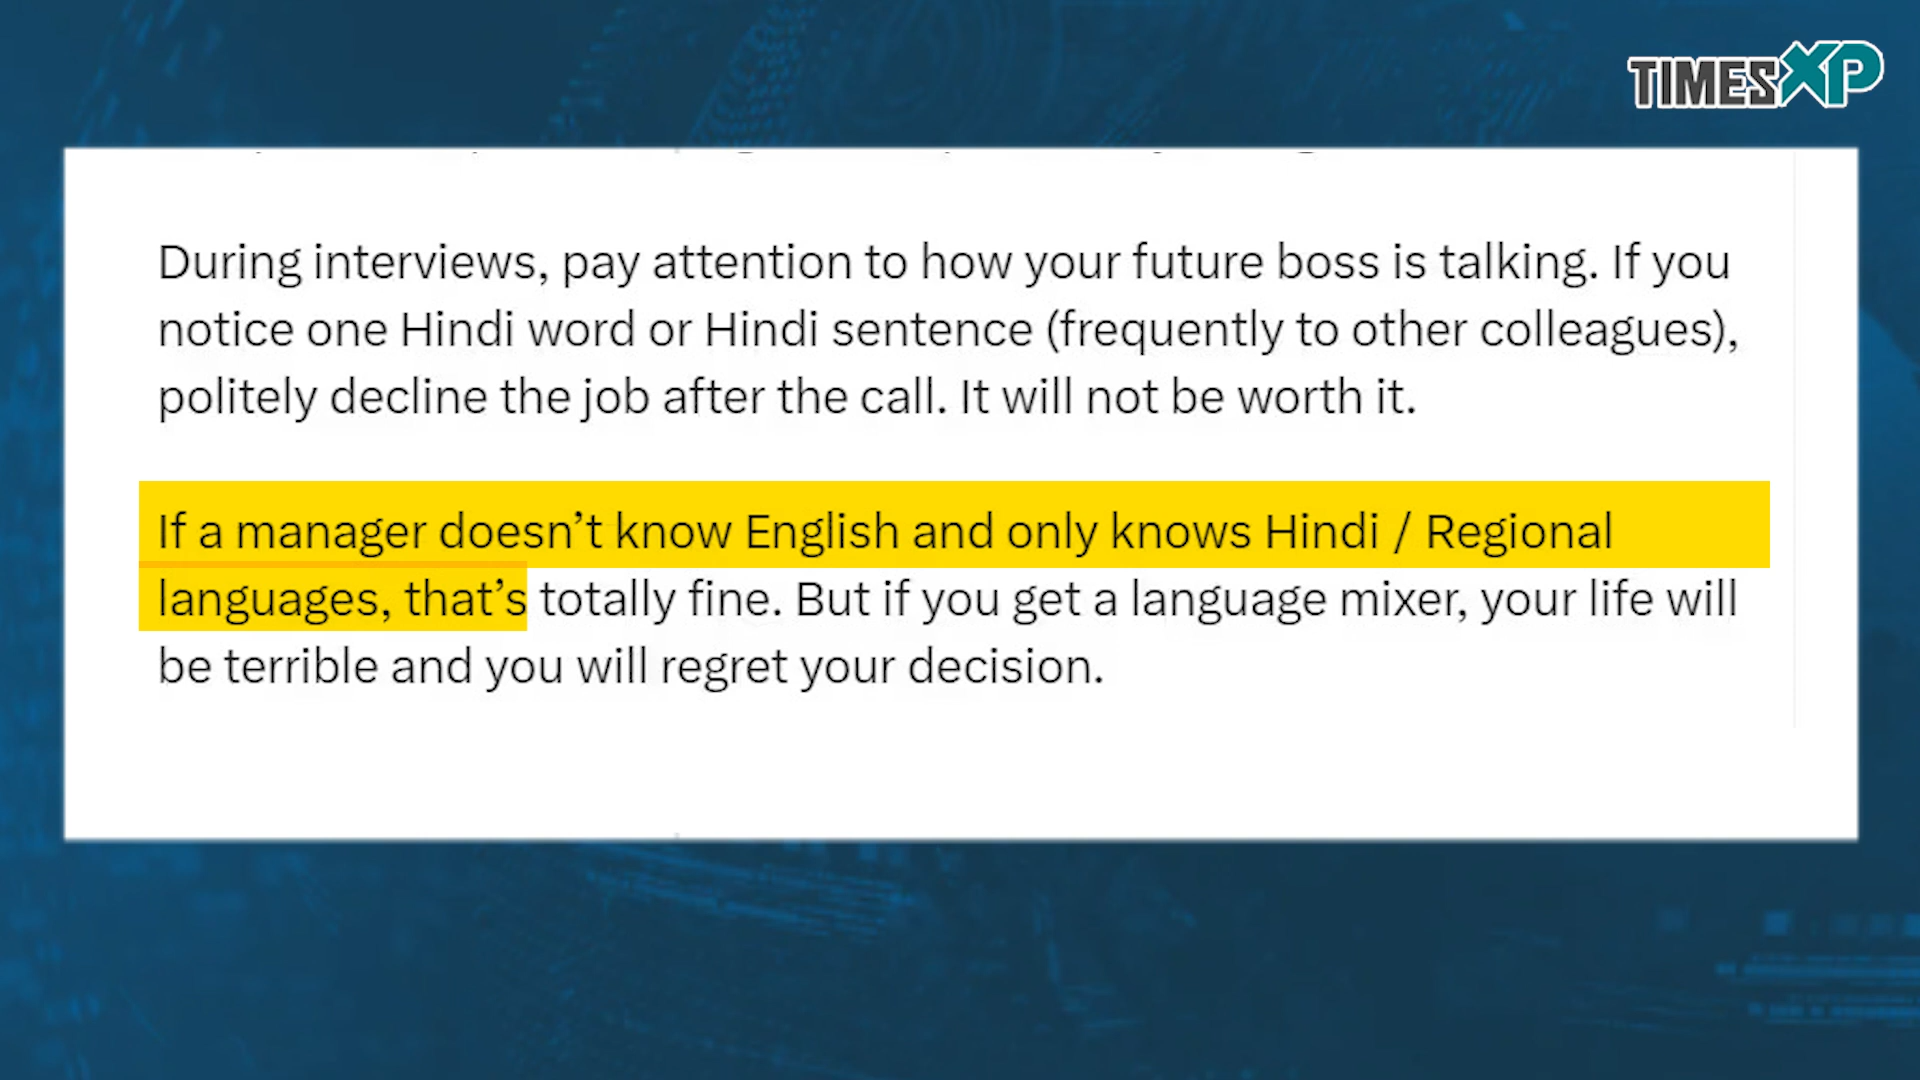 TIMESXP
During interviews, pay attention to how your future boss is talking. If you
notice one Hindi word or Hindi sentence (frequently to other colleagues),
politely decline the job after the call. It will not be worth it.
If a manager doesn’t know English and only knows Hindi / Regional
languages, that’s totally fine. But if you get a language mixer, your life will
be terrible and you will regret your decision.